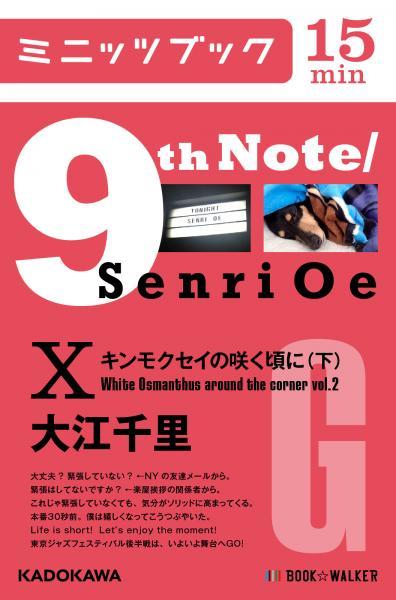 ミニッツブック
15
min
9th Note/
TONIGHT
SENRI OE
Senri Oe
X キンモクセイの咲く頃に(下)
White Osmanthus around the corner vol.2
大江千里
G
大丈夫? 緊張していない? ←NYの友達メールから。
緊張はしてないですか? ←楽屋挨拶の関係者から。
これじゃ緊張していなくても、気分がソリッドに高まってくる。
本番30秒前。僕は嬉しくなってこうつぶやいた。
Life is short! Let's enjoy the moment!
東京ジャズフェスティバル後半戦は、いよいよ舞台へGO!
KADOKAWA
BOOK☆WALKER